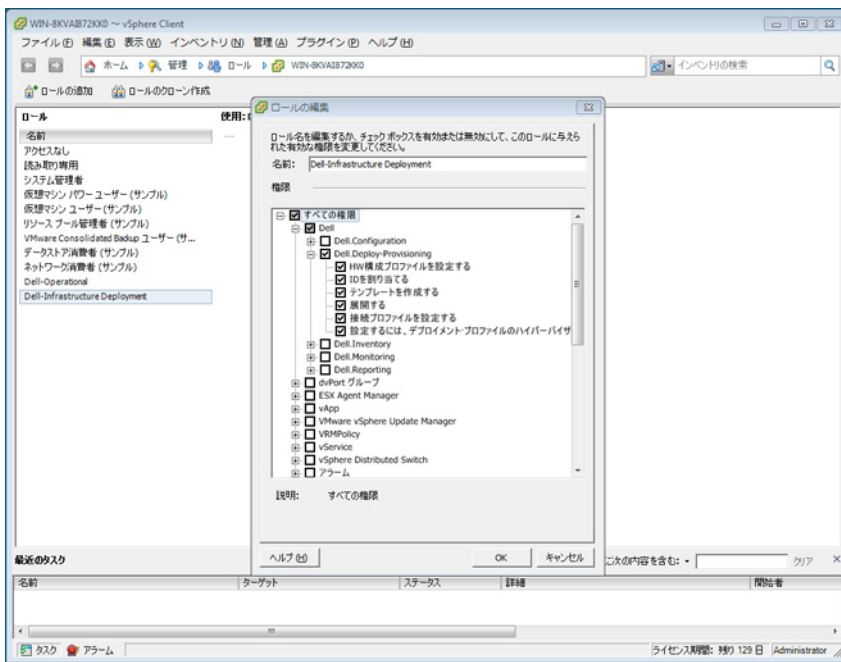 WIN-8KVAIB72KK0 ～ vSphere Client
ファイル(F) 編集(E) 表示(W) インベントリ(N) 管理(A) プラグイン(P) ヘルプ(H)
ホーム 管理 ロール WIN-8KVAIB72KK0 インベントリの検索
ロールの追加 ロールのクローン作成
ロール
使用:
名前
アクセスなし
読み取り専用
システム管理者
仮想マシン パワー ユーザー (サンプル)
仮想マシン ユーザー (サンプル)
リソース プール管理者 (サンプル)
VMware Consolidated Backup ユーザー (サ...
データストア消費者 (サンプル)
ネットワーク消費者 (サンプル)
Dell-Operational
Dell-Infrastructure Deployment
ロールの編集
ロール名を編集するか、チェック ボックスを有効または無効にして、このロールに与えら
れた有効な権限を変更してください。
名前: Dell-Infrastructure Deployment
権限
すべての権限
Dell
Dell.Configuration
Dell.Deploy-Provisioning
HW構成プロファイルを設定する
IDを割り当てる
テンプレートを作成する
展開する
接続プロファイルを設定する
設定するには、デプロイメント・プロファイルのハイパーバイザ
Dell.Inventory
Dell.Monitoring
Dell.Reporting
dvPort グループ
ESX Agent Manager
vApp
VMware vSphere Update Manager
VRMPolicy
vService
vSphere Distributed Switch
アラーム
説明: すべての権限
ヘルプ(H) OK キャンセル
最近のタスク
に次の内容を含む: クリア ×
名前 ターゲット ステータス 詳細 開始者
タスク アラーム ライセンス期間: 残り 129 日 Administrator